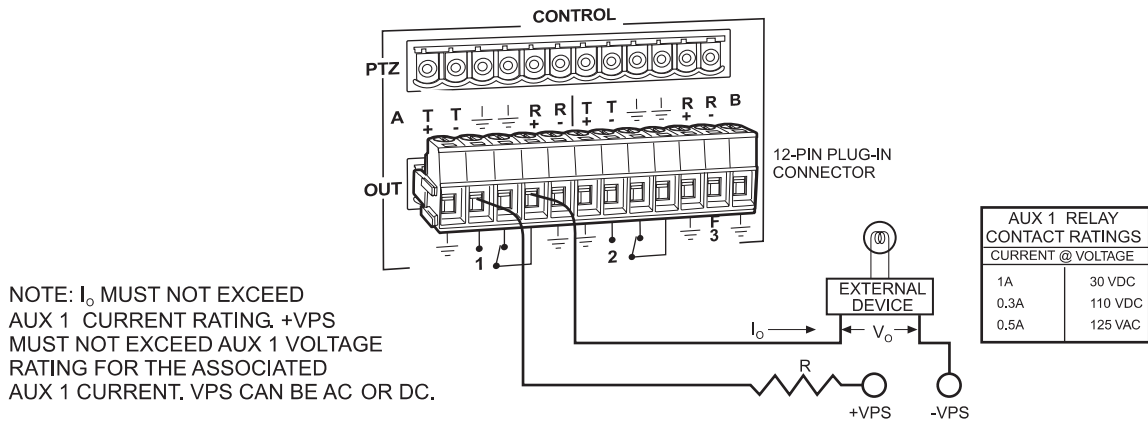 CONTROL
PTZ
A T+ T- R+ R- T+ T- R+ R- B
12-PIN PLUG-IN
CONNECTOR
OUT
1
2
F
3
AUX 1 RELAY
CONTACT RATINGS
CURRENT @ VOLTAGE
1A 30 VDC
0.3A 110 VDC
0.5A 125 VAC
EXTERNAL
DEVICE
Io
Vo
R
+VPS
-VPS
NOTE: Io MUST NOT EXCEED
AUX 1 CURRENT RATING. +VPS
MUST NOT EXCEED AUX 1 VOLTAGE
RATING FOR THE ASSOCIATED
AUX 1 CURRENT. VPS CAN BE AC OR DC.